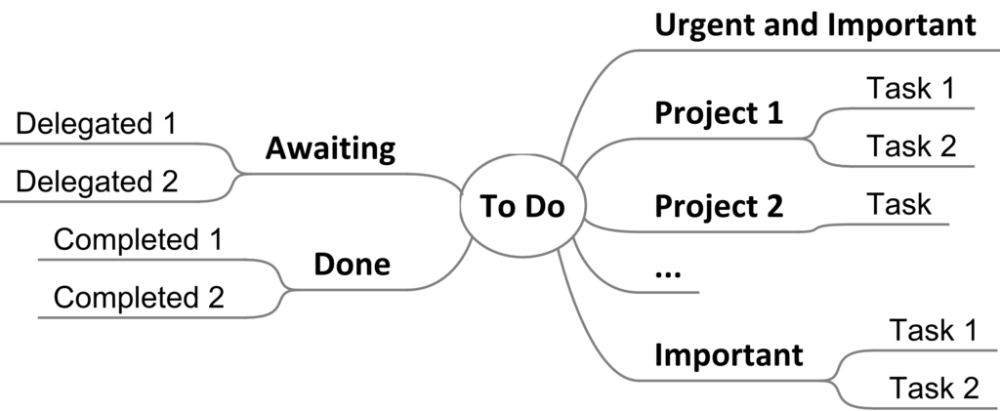 Urgent and Important
Project 1
Task 1
Task 2
Project 2
Task
...
Important
Task 1
Task 2
To Do
Awaiting
Delegated 1
Delegated 2
Done
Completed 1
Completed 2